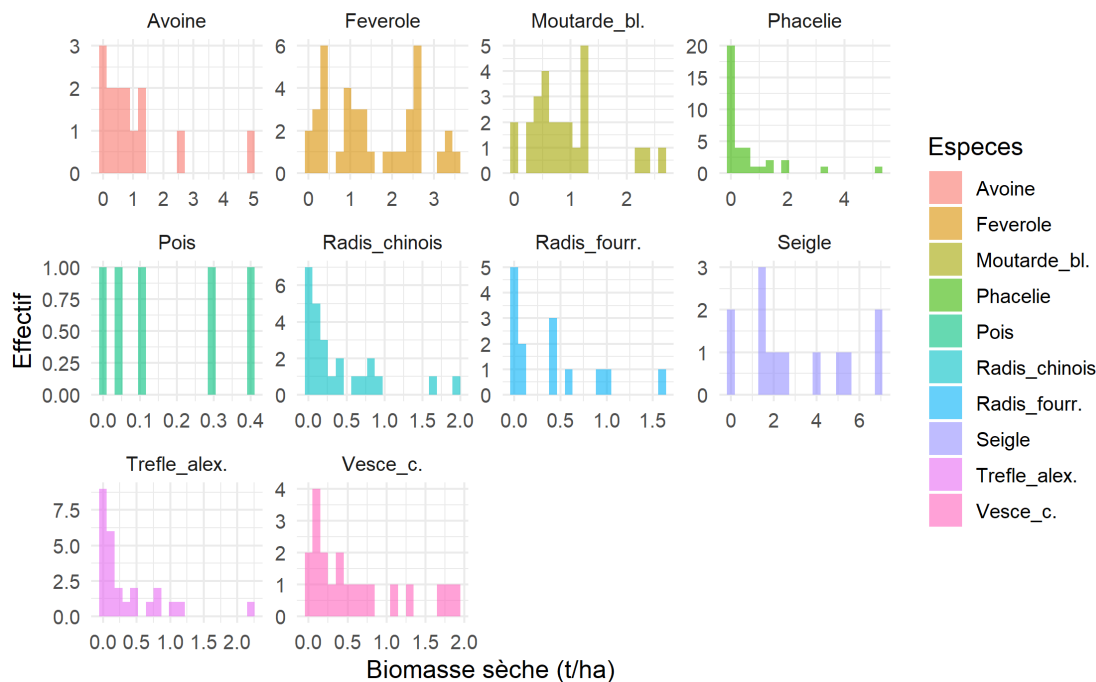 Avoine Feverole Moutarde_bl. Phacelie
3 6 5 20
2 4 4 15
1 2 3 10
0 0 2 5
1 0
0
0 1 2 3 4 5 0 1 2 3 0 1 2 0 2 4
Pois Radis_chinois Radis_fourr. Seigle
1.00 6 5 3
0.75 4 4 2
0.50 2 3 1
0.25 0 2 0
0.00 1
0
0.0 0.1 0.2 0.3 0.4 0.0 0.5 1.0 1.5 2.0 0.0 0.5 1.0 1.5 0 2 4 6
Trefle_alex. Vesce_c.
7.5 4
5.0 3
2.5 2
0.0 1
0
0.0 0.5 1.0 1.5 2.0 0.0 0.5 1.0 1.5 2.0
Effectif
Biomasse sèche (t/ha)
Especes
Avoine
Feverole
Moutarde_bl.
Phacelie
Pois
Radis_chinois
Radis_fourr.
Seigle
Trefle_alex.
Vesce_c.